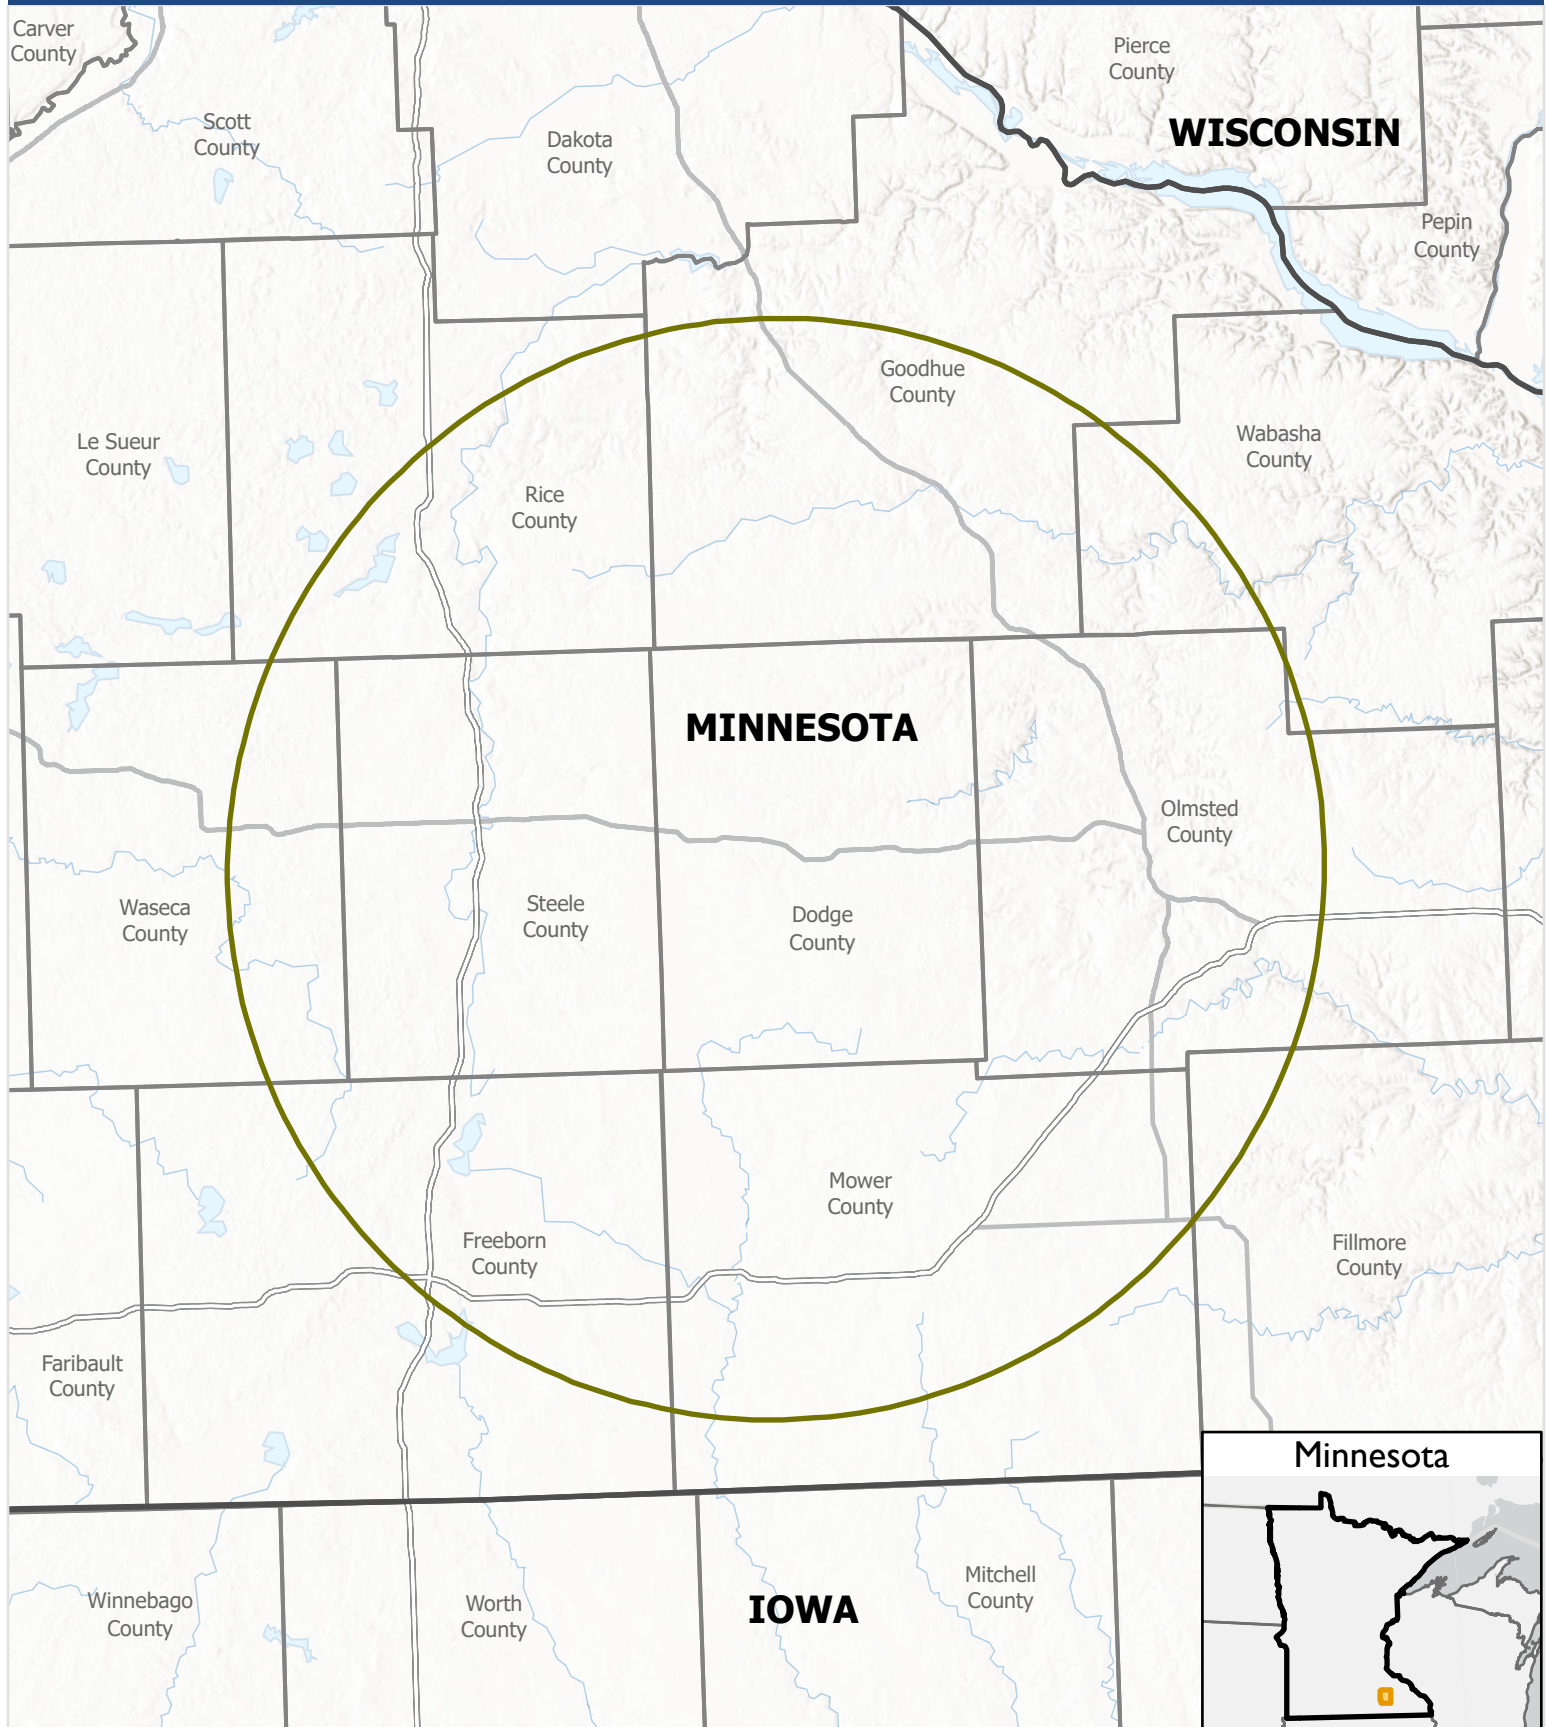 Carver
County
Pierce
County
Scott
County
Dakota
County
WISCONSIN
Pepin
County
Goodhue
County
Le Sueur
County
Wabasha
County
Rice
County
MINNESOTA
Olmsted
County
Waseca
County
Steele
County
Dodge
County
Mower
County
Freeborn
County
Fillmore
County
Faribault
County
Minnesota
Winnebago
County
Worth
County
IOWA
Mitchell
County